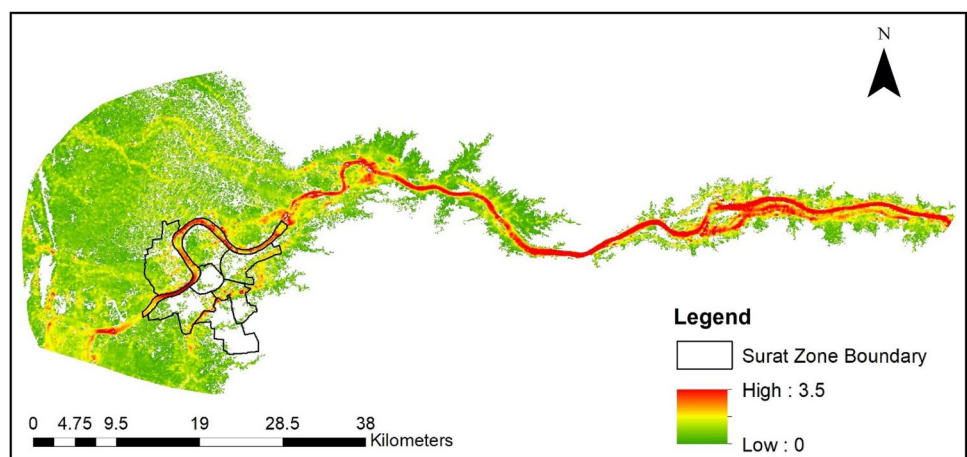 N
Legend
Surat Zone Boundary
High : 3.5
Low : 0
0 4.75 9.5 19 28.5 38
Kilometers